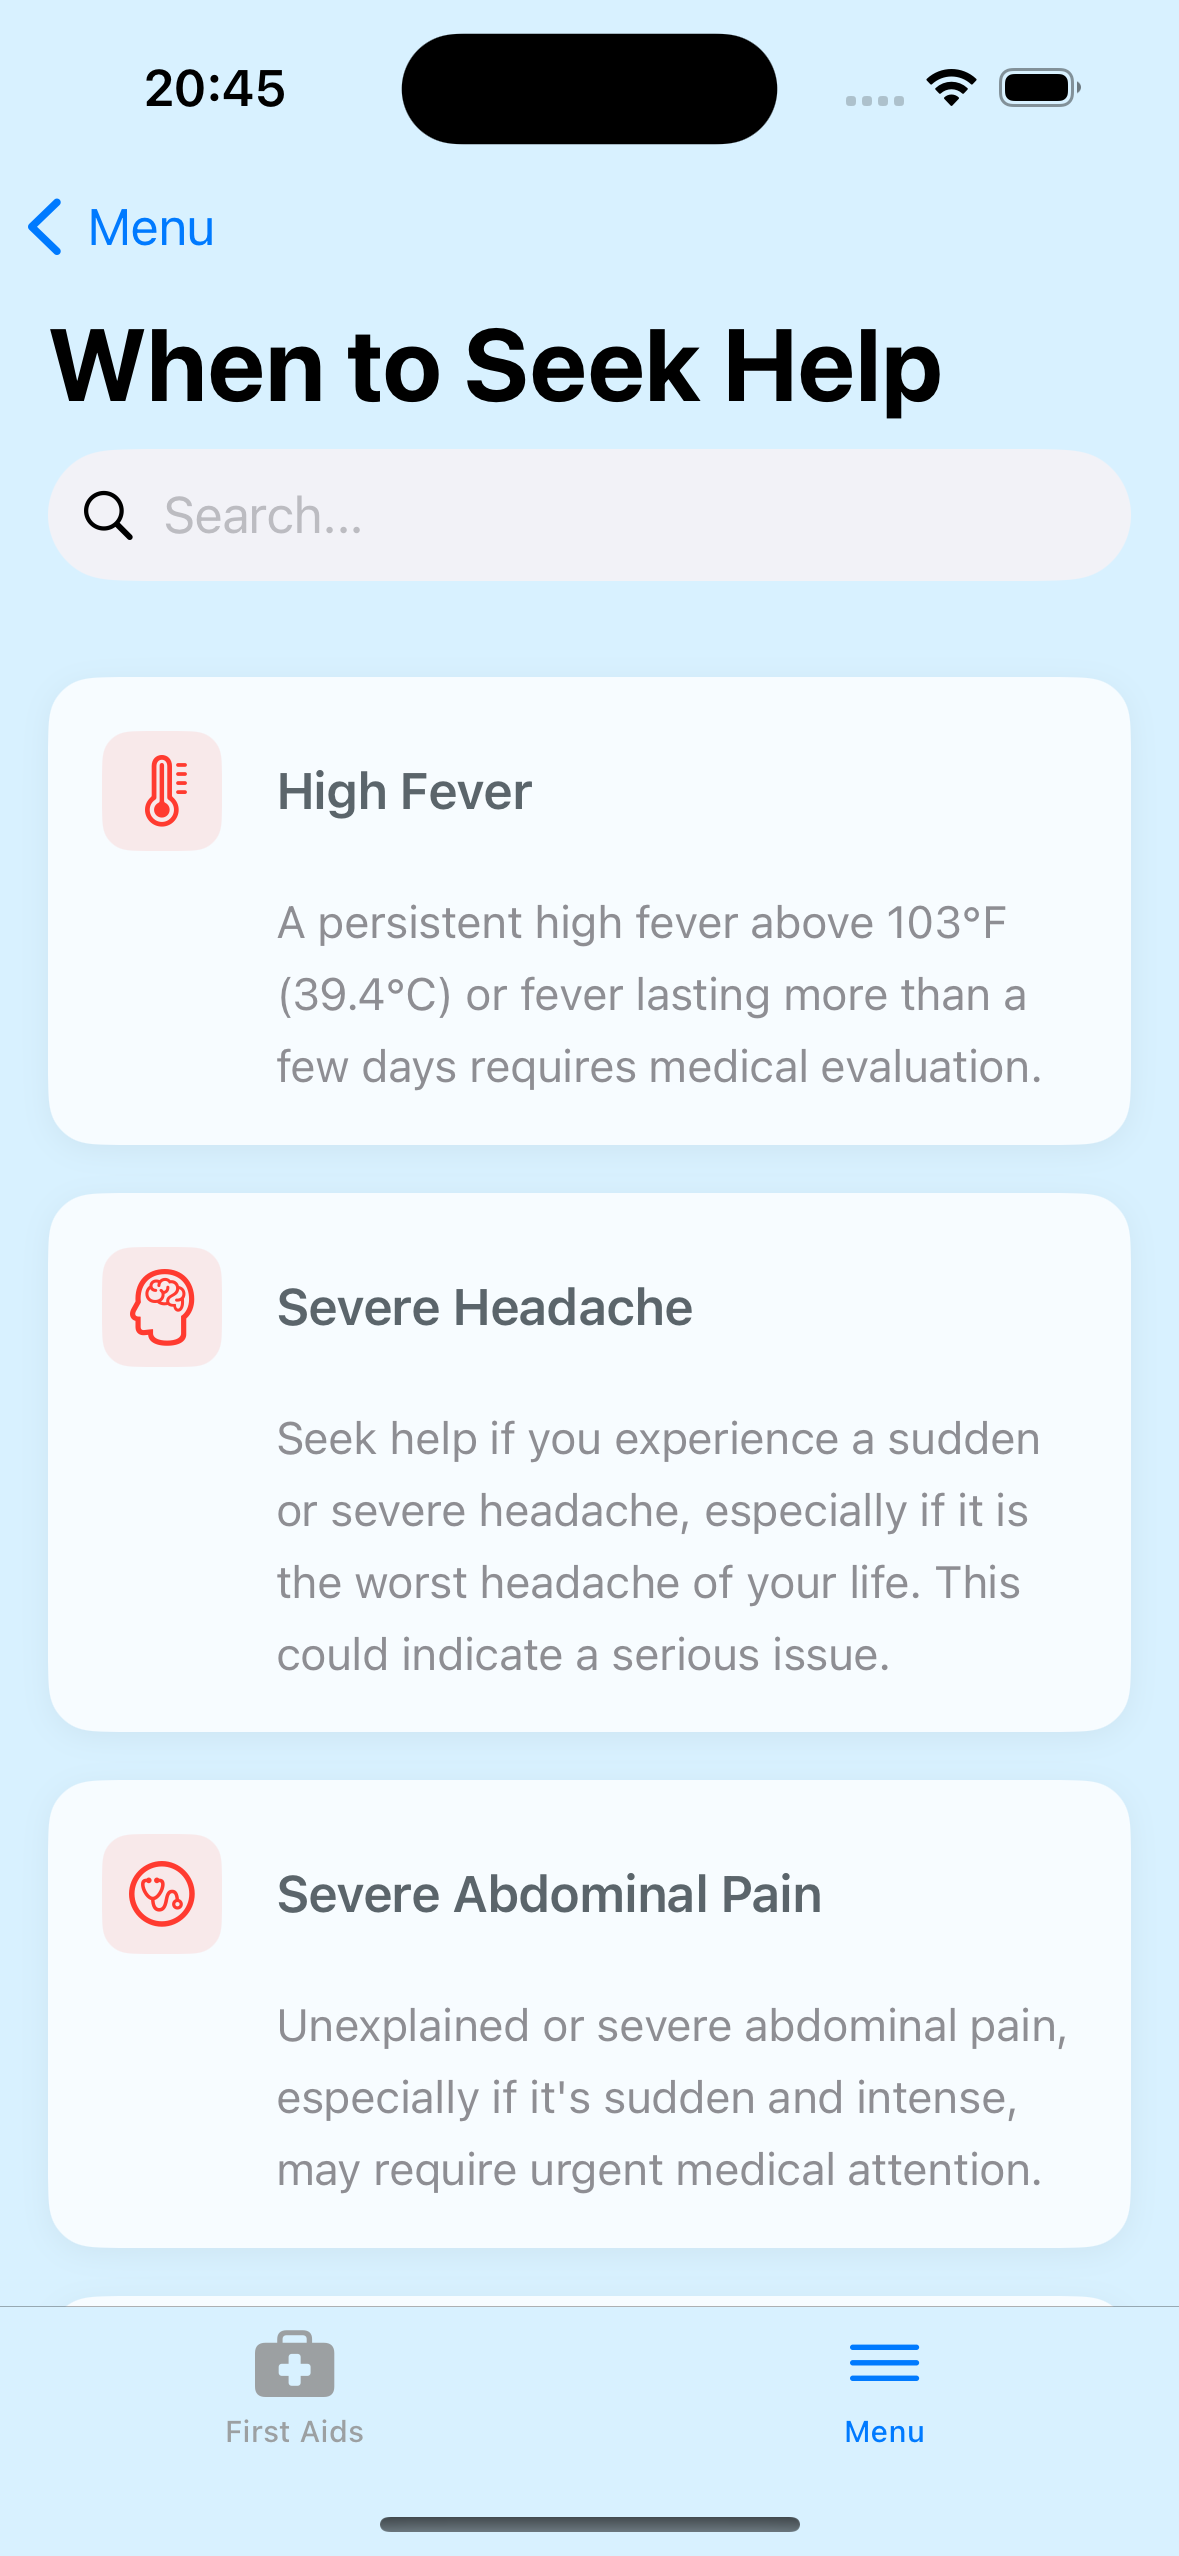 20:45
Menu
When to Seek Help
Search...
High Fever
A persistent high fever above 103°F
(39.4°C) or fever lasting more than a
few days requires medical evaluation.
Severe Headache
Seek help if you experience a sudden
or severe headache, especially if it is
the worst headache of your life. This
could indicate a serious issue.
Severe Abdominal Pain
Unexplained or severe abdominal pain,
especially if it's sudden and intense,
may require urgent medical attention.
First Aids
Menu